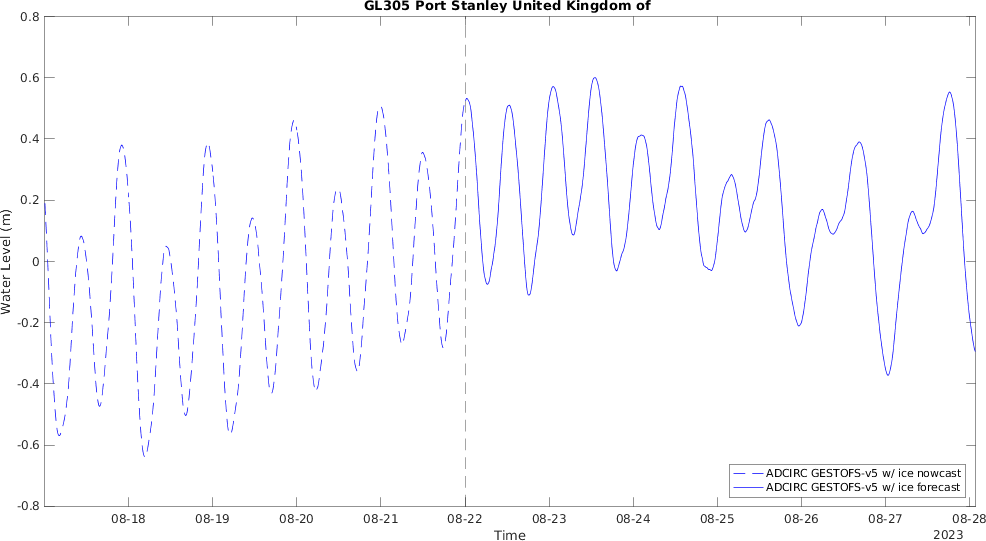 GL305 Port Stanley United Kingdom of
Water Level (m)
0.8
0.6
0.4
0.2
0
-0.2
-0.4
-0.6
-0.8
08-18 08-19 08-20 08-21 08-22 08-23 08-24 08-25 08-26 08-27 08-28
Time
2023
ADCIRC GESTOFS-v5 w/ ice nowcast
ADCIRC GESTOFS-v5 w/ ice forecast